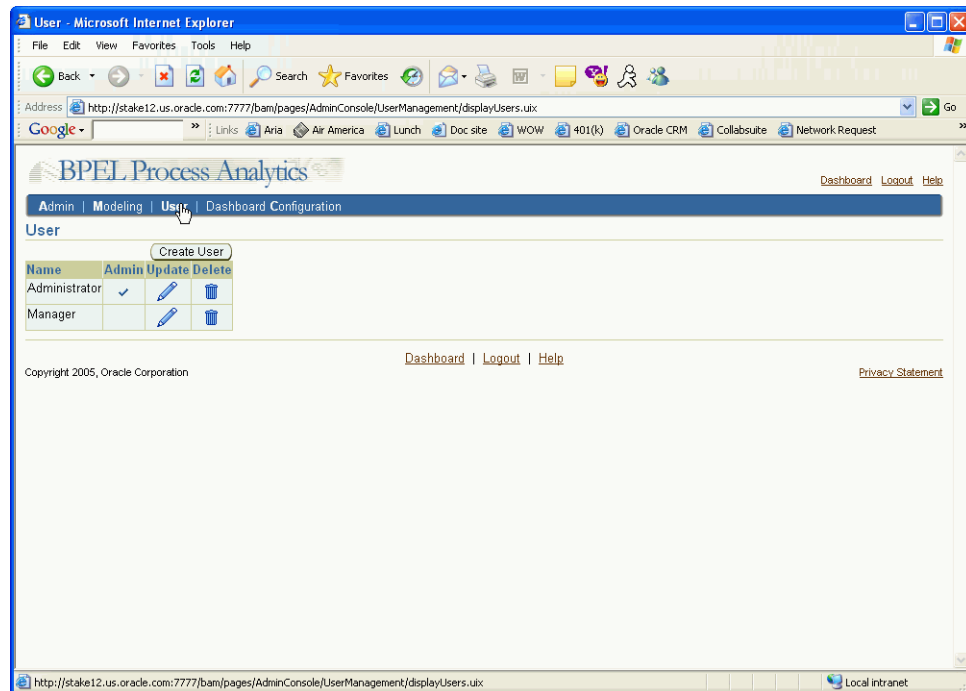 User - Microsoft Internet Explorer
File Edit View Favorites Tools Help
Back Search Favorites
Address http://stake12.us.oracle.com:7777/bam/pages/AdminConsole/UserManagement/displayUsers.uix Go
Google Links Aria Air America Lunch Doc site WOW 401(k) Oracle CRM Collabsuite Network Request
BPEL Process Analytics
Dashboard Logout Help
Admin | Modeling | User | Dashboard Configuration
User
Create User
Name Admin Update Delete
Administrator
Manager
Dashboard | Logout | Help
Copyright 2005, Oracle Corporation Privacy Statement
http://stake12.us.oracle.com:7777/bam/pages/AdminConsole/UserManagement/displayUsers.uix Local intranet